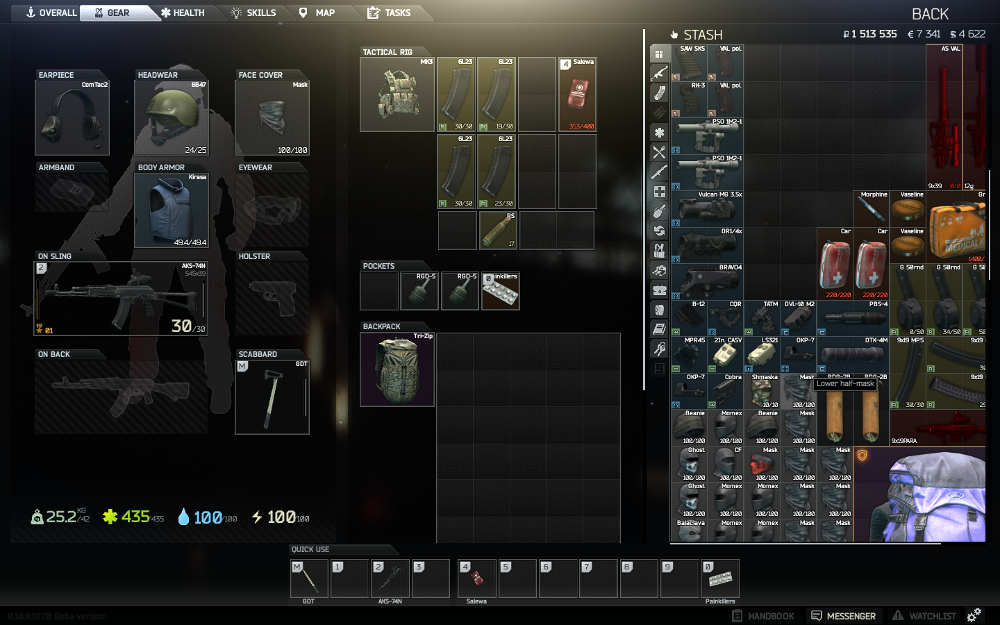 OVERALL
GEAR
HEALTH
SKILLS
MAP
TASKS
BACK
STASH
₽ 1 513 535
€ 7 341
$ 4 622
EARPIECE
ComTac2
HEADWEAR
6B47
24/25
FACE COVER
Mask
100/100
ARMBAND
BODY ARMOR
Kirasa
49.4/49.4
EYEWEAR
ON SLING
2
AKS-74N
545x39
01
30/30
HOLSTER
ON BACK
SCABBARD
M
GDT
25.2 KG /42
435/435
100/100
100/100
TACTICAL RIG
MK3
6L23
30/30
6L23
19/30
4
Salewa
353/400
6L23
30/30
6L23
23/30
PS
17
POCKETS
RGD-5
RGD-5
0
inkillers
BACKPACK
Tri-Zip
SAW SKS
VAL pol.
AS VAL
RK-3
VAL pol.
PSO 1M2-1
PSO 1M2-1
9x39
0/0
12g
Vulcan MG 3.5x
Morphine
Vaseline
Gr
DR1/4x
Car
Car
Vaseline
MEDICAL K
1400/
BRAVO4
220/220
220/220
G 50rnd
G 50rnd
G 50
B-12
CQR
TATM
DVL-10 M2
PBS-4
0/50
34/50
50
MPR45
2In. CASV
LS321
OKP-7
DTK-4M
9x19 MP5
9x19
30
OKP-7
Cobra
Shmaska
10/10
Mask
100/100
RDG-2B
RDG-2B
Lower half-mask
9x19
30/30
29
Beanie
100/100
Momex
100/100
Beanie
100/100
Mask
100/100
9x19PARA
Ghost
100/100
CF
100/100
Mask
100/100
Mask
100/100
Mask
100/100
Ghost
100/100
Momex
100/100
Momex
100/100
Mask
100/100
Mask
100/100
Balaclava
Momex
Momex
Mask
Mask
QUICK USE
M
1
2
3
4
5
6
7
8
9
0
GDT
AKS-74N
Salewa
Painkillers
0.10.0.1870 Beta version
HANDBOOK
MESSENGER
WATCHLIST